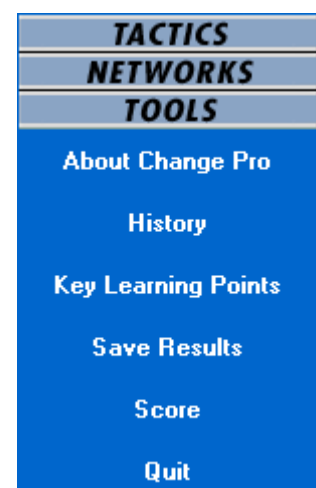 TACTICS
NETWORKS
TOOLS
About Change Pro
History
Key Learning Points
Save Results
Score
Quit